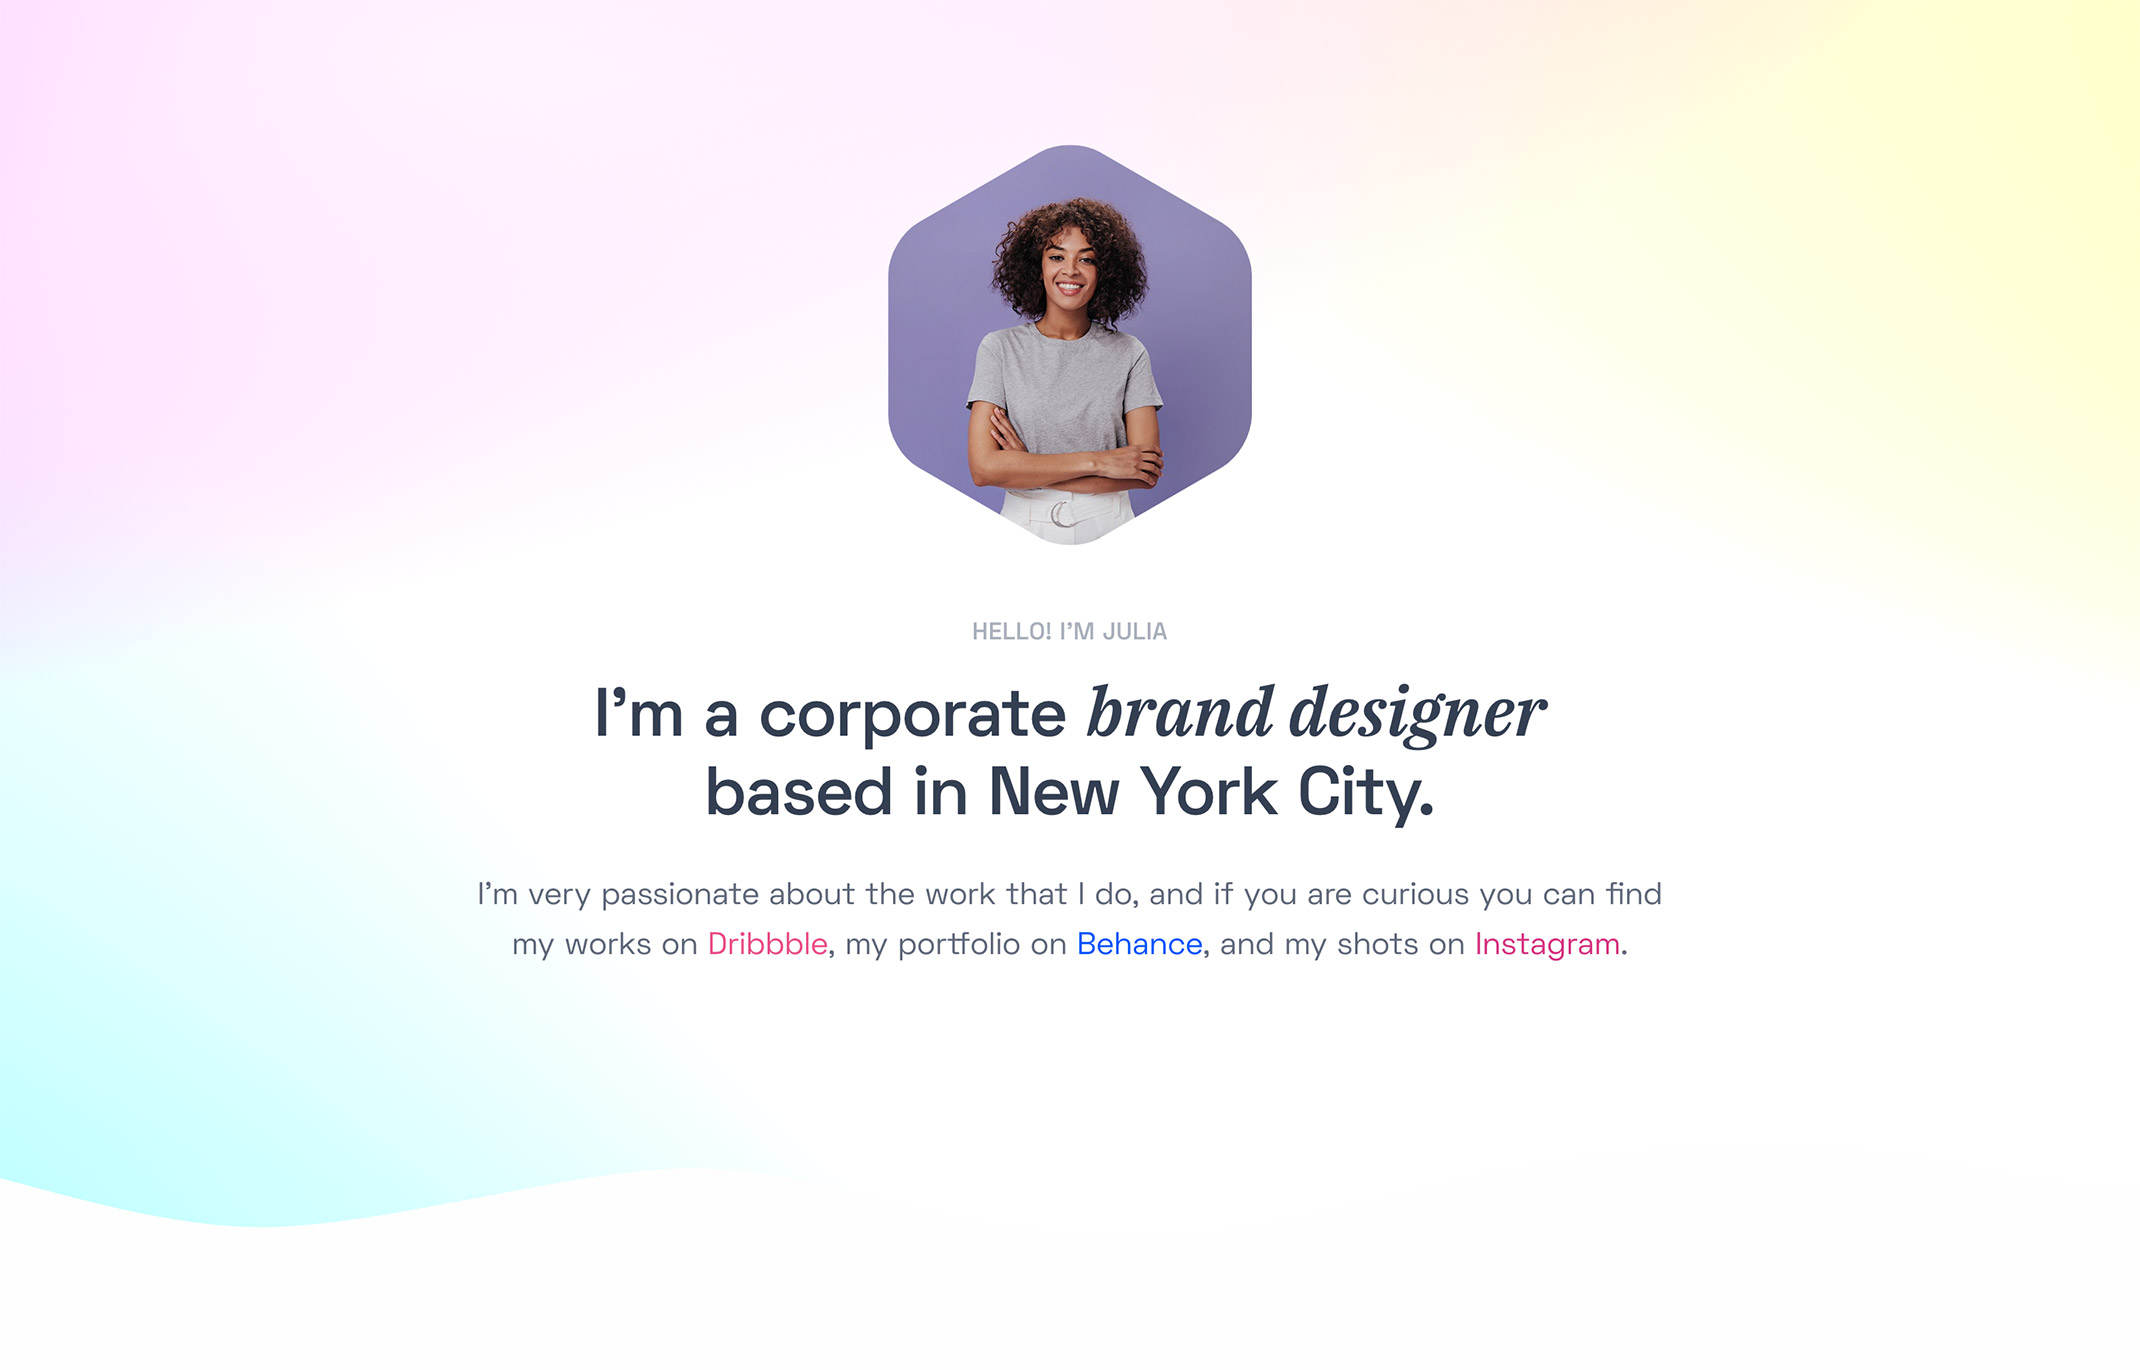 HELLO! I’M JULIA
I’m a corporate brand designer
based in New York City.
I’m very passionate about the work that I do, and if you are curious you can find
my works on Dribbble, my portfolio on Behance, and my shots on Instagram.